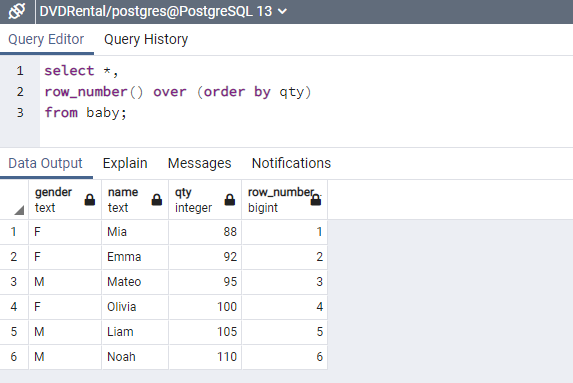 DVDRental/postgres@PostgreSQL 13
Query Editor Query History
1 select *,
2 row_number() over (order by qty)
3 from baby;
Data Output Explain Messages Notifications
gender name qty row_number
text text integer bigint
1 F Mia 88 1
2 F Emma 92 2
3 M Mateo 95 3
4 F Olivia 100 4
5 M Liam 105 5
6 M Noah 110 6